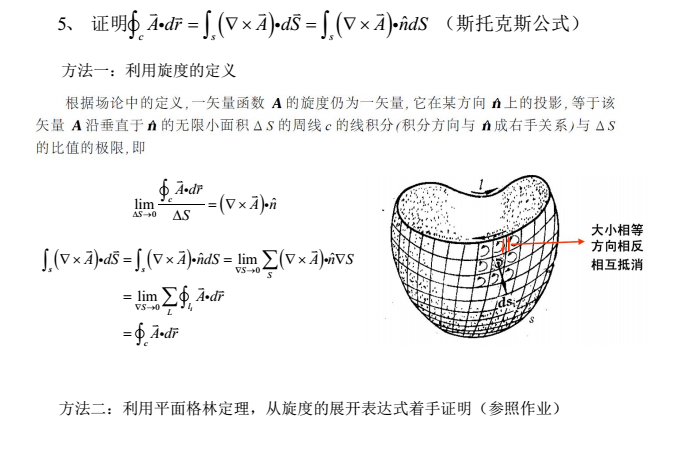 5、 证明∮_c A⃗•dr⃗ = ∫_s (∇ × A⃗)•dS⃗ = ∫_s (∇ × A⃗)•n̂dS （斯托克斯公式）
方法一：利用旋度的定义
根据场论中的定义,一矢量函数 A 的旋度仍为一矢量,它在某方向 n̂ 上的投影,等于该
矢量 A 沿垂直于 n̂ 的无限小面积 Δ S 的周线 c 的线积分(积分方向与 n̂ 成右手关系)与 Δ S
的比值的极限,即
lim_{ΔS→0} ∮_c A⃗•dr⃗ / ΔS = (∇ × A⃗)•n̂
∫_s (∇ × A⃗)•dS⃗ = ∫_s (∇ × A⃗)•n̂dS = lim_{∇S→0} ∑_S (∇ × A⃗)•n̂∇S
= lim_{∇S→0} ∑_L ∮_{l_i} A⃗•dr⃗
= ∮_c A⃗•dr⃗
l
大小相等
方向相反
相互抵消
ds_i
s
方法二：利用平面格林定理，从旋度的展开表达式着手证明（参照作业）